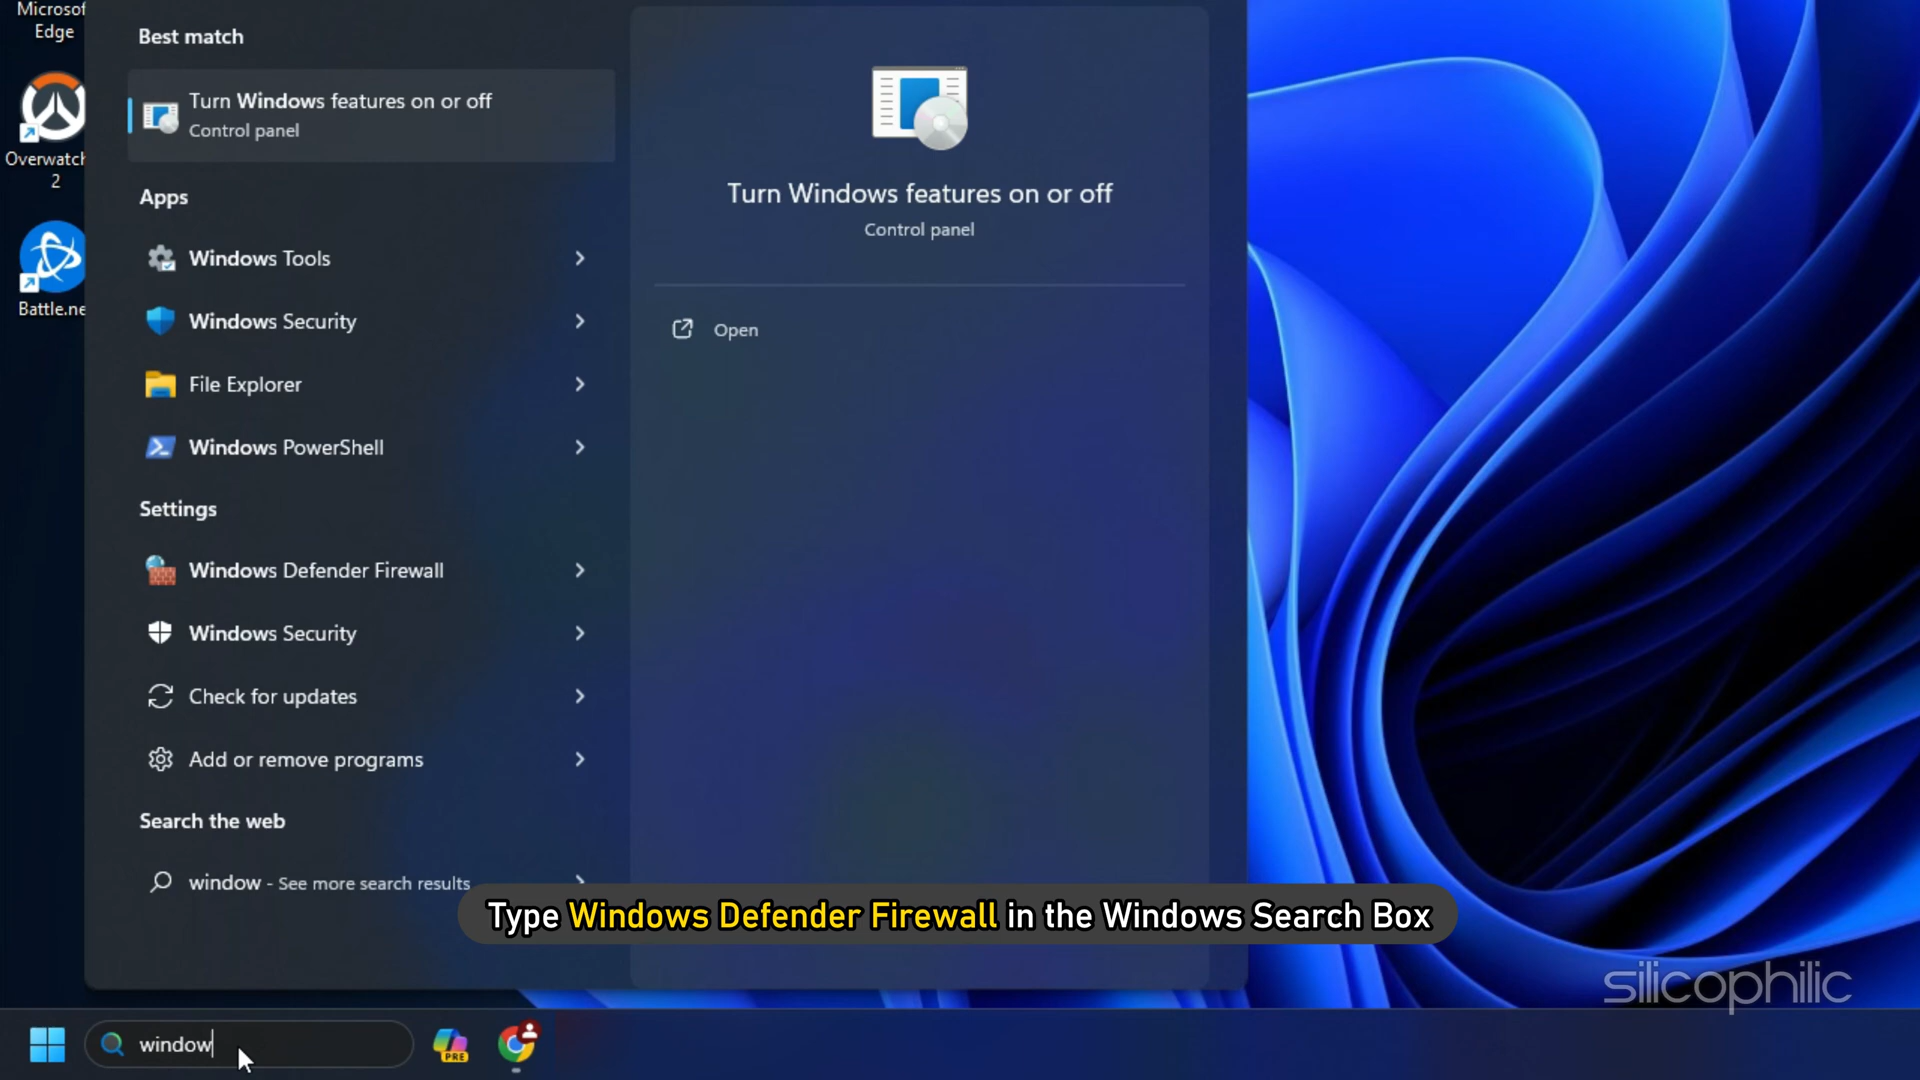 Microsof
Edge
Overwatch
2
Battle.ne
Best match
Turn Windows features on or off
Control panel
Apps
Windows Tools
Windows Security
File Explorer
Windows PowerShell
Settings
Windows Defender Firewall
Windows Security
Check for updates
Add or remove programs
Search the web
window - See more search results
Turn Windows features on or off
Control panel
Open
Type Windows Defender Firewall in the Windows Search Box
silicophilic
window
PRE